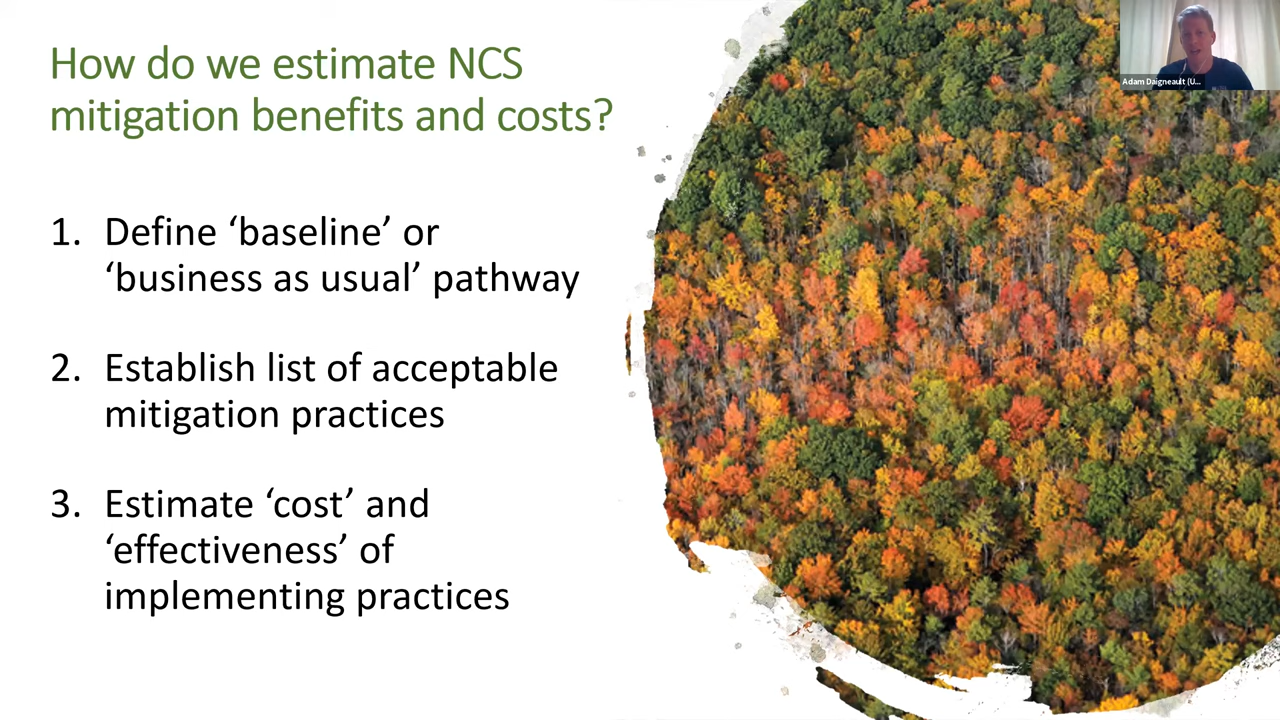 How do we estimate NCS
mitigation benefits and costs?
1. Define ‘baseline’ or
‘business as usual’ pathway
2. Establish list of acceptable
mitigation practices
3. Estimate ‘cost’ and
‘effectiveness’ of
implementing practices
Adam Daigneault (U...